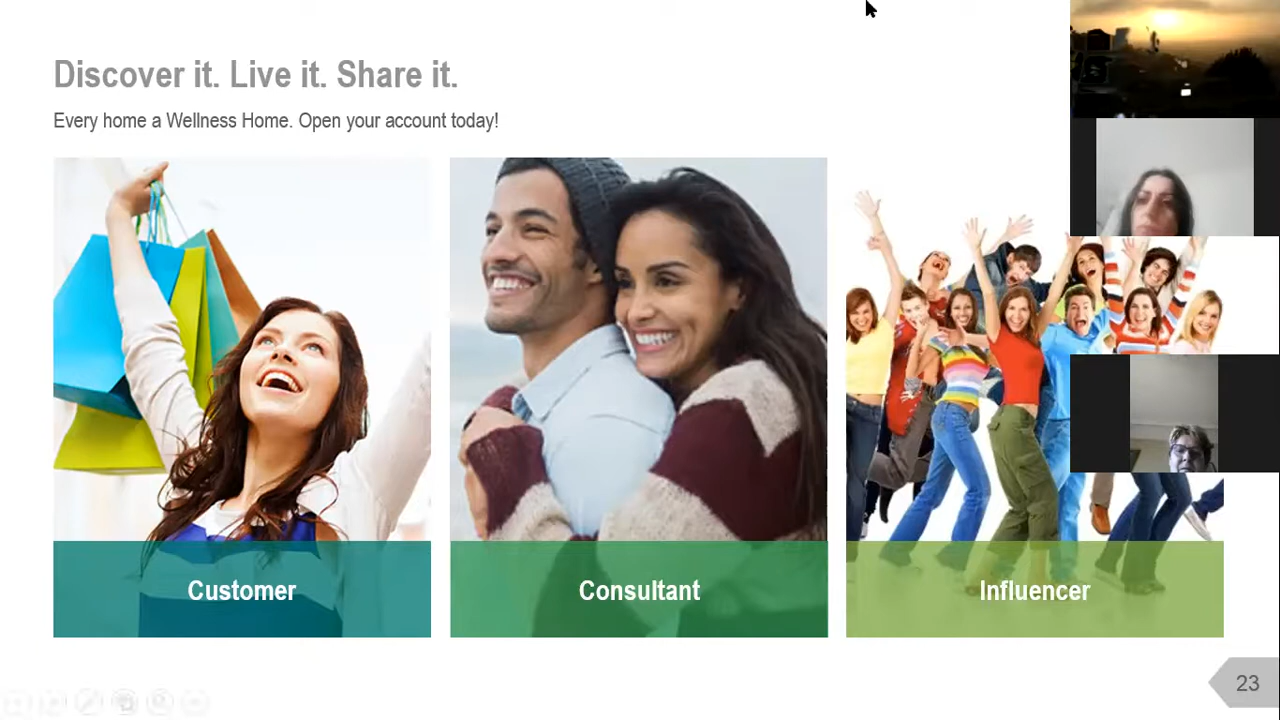 Discover it. Live it. Share it.
Every home a Wellness Home. Open your account today!
Customer
Consultant
Influencer
23